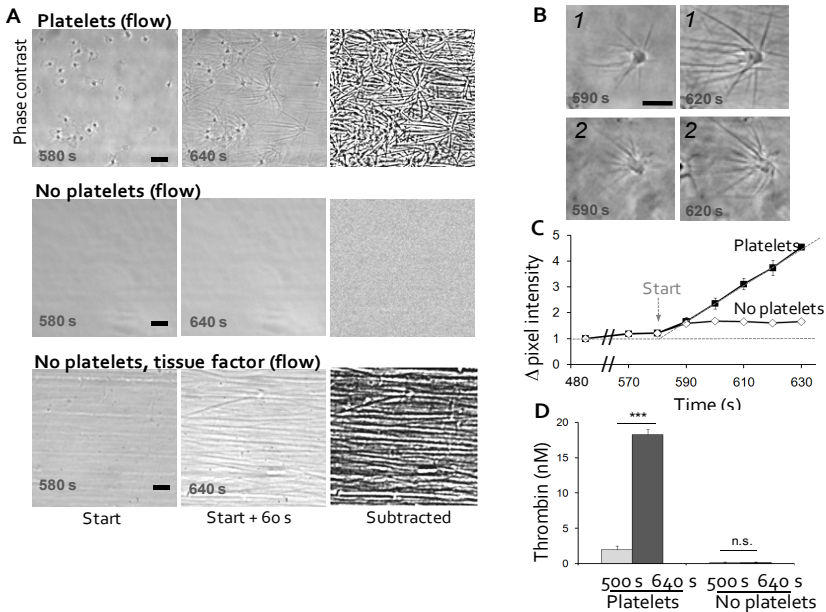 A
Platelets (flow)
Phase contrast
580 s
640 s
No platelets (flow)
580 s
640 s
No platelets, tissue factor (flow)
580 s
640 s
Start
Start + 60 s
Subtracted
B
1
590 s
1
620 s
2
590 s
2
620 s
C
Δ pixel intensity
5
4
3
2
1
0
Platelets
Start
No platelets
480 570 590 610 630
Time (s)
D
Thrombin (nM)
20
15
10
5
0
***
n.s.
500 s 640 s 500 s 640 s
Platelets No platelets